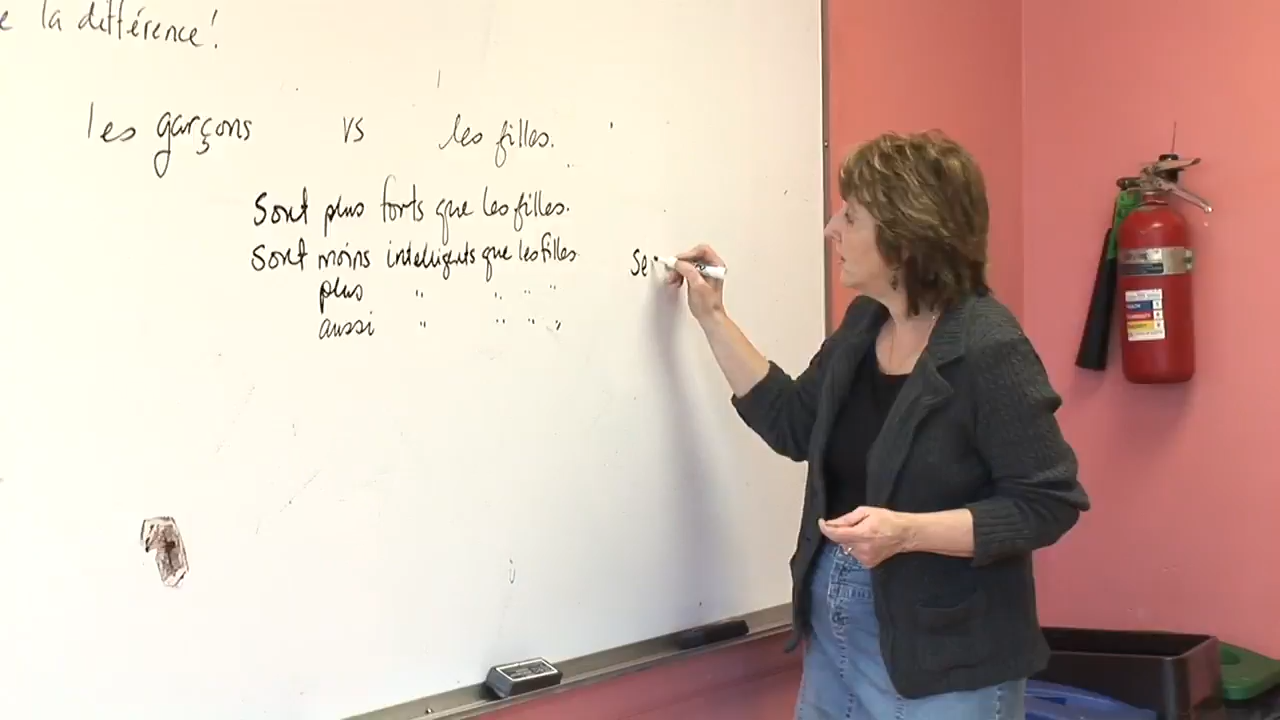 e la différence!
les garçons vs les filles.
Sont plus forts que les filles.
Sont moins intelligents que les filles. Se
plus " " " "
aussi " " " "